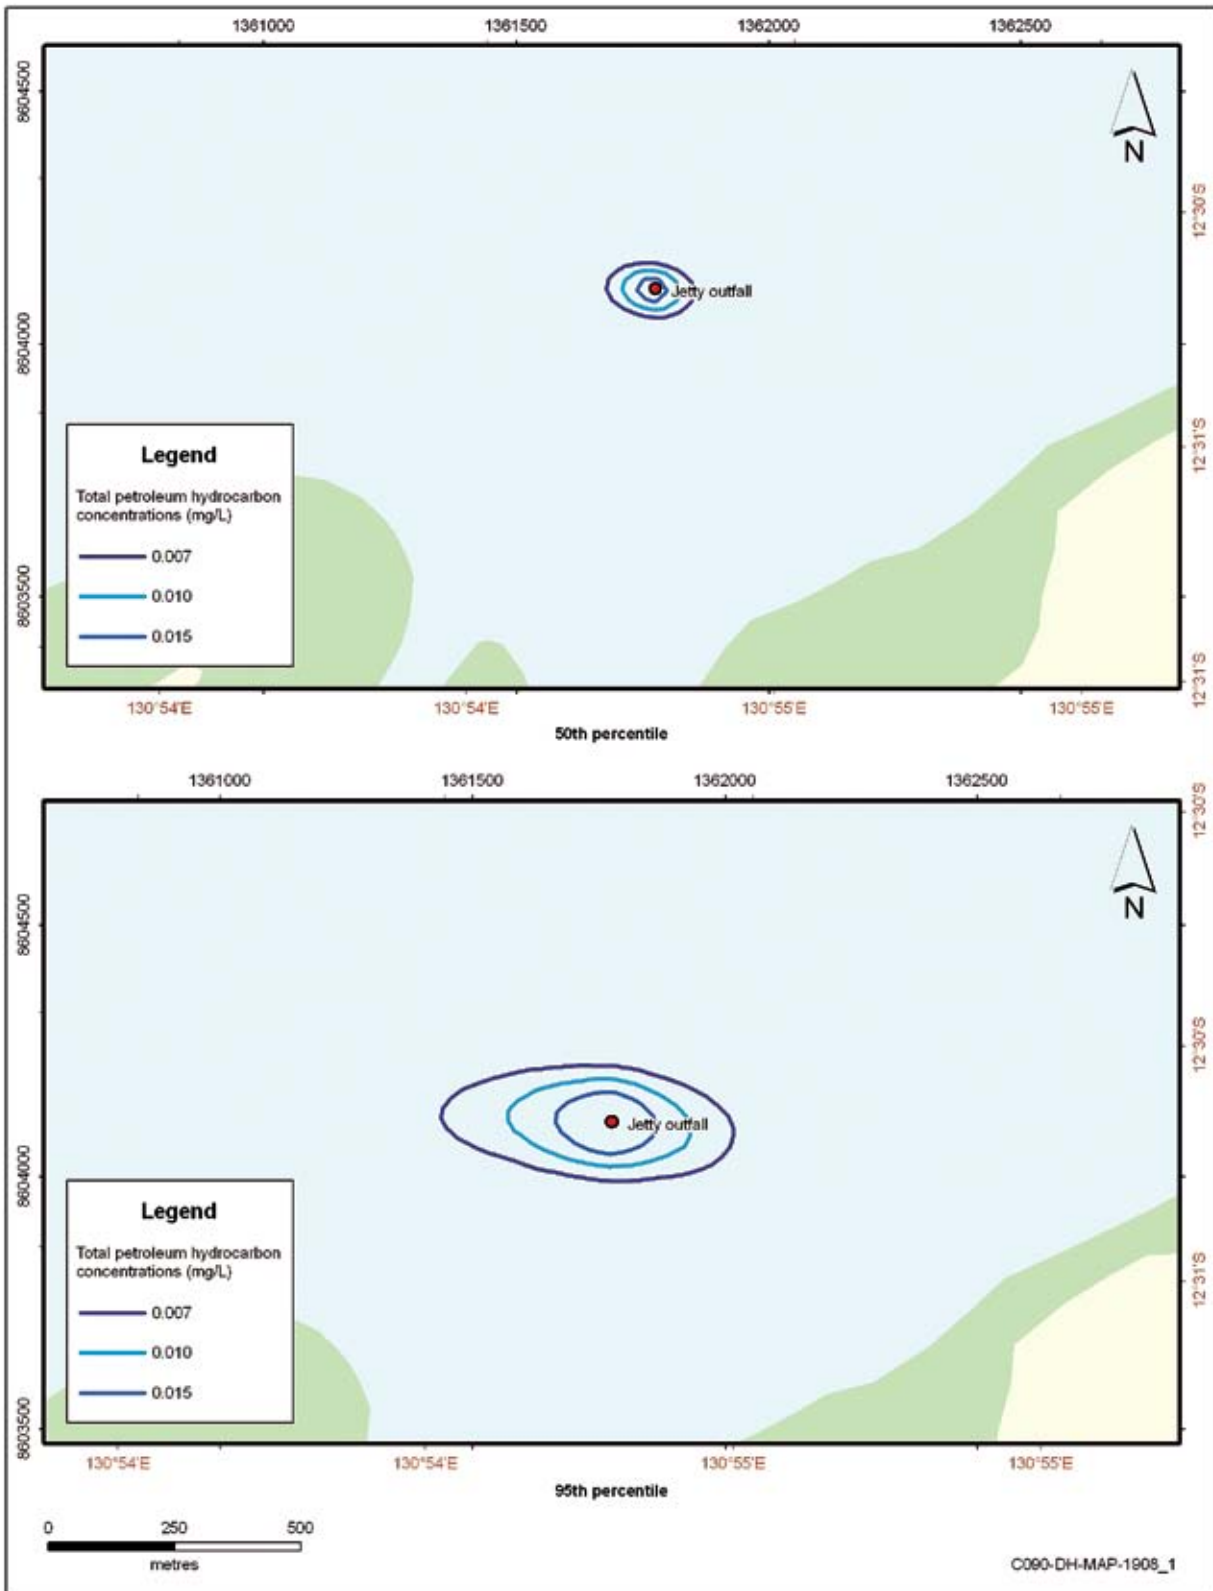 1361000 1361500 1362000 1362500
8604500
8604000
8603500
N
12°30'S
12°31'S
12°31'S
Jetty outfall
Legend
Total petroleum hydrocarbon
concentrations (mg/L)
0.007
0.010
0.015
130°54'E 130°54'E 130°55'E 130°55'E
50th percentile
1361000 1361500 1362000 1362500
8604500
8604000
8603500
N
12°30'S
12°30'S
12°31'S
Jetty outfall
Legend
Total petroleum hydrocarbon
concentrations (mg/L)
0.007
0.010
0.015
130°54'E 130°54'E 130°55'E 130°55'E
95th percentile
0 250 500
metres
C090-DH-MAP-1908_1